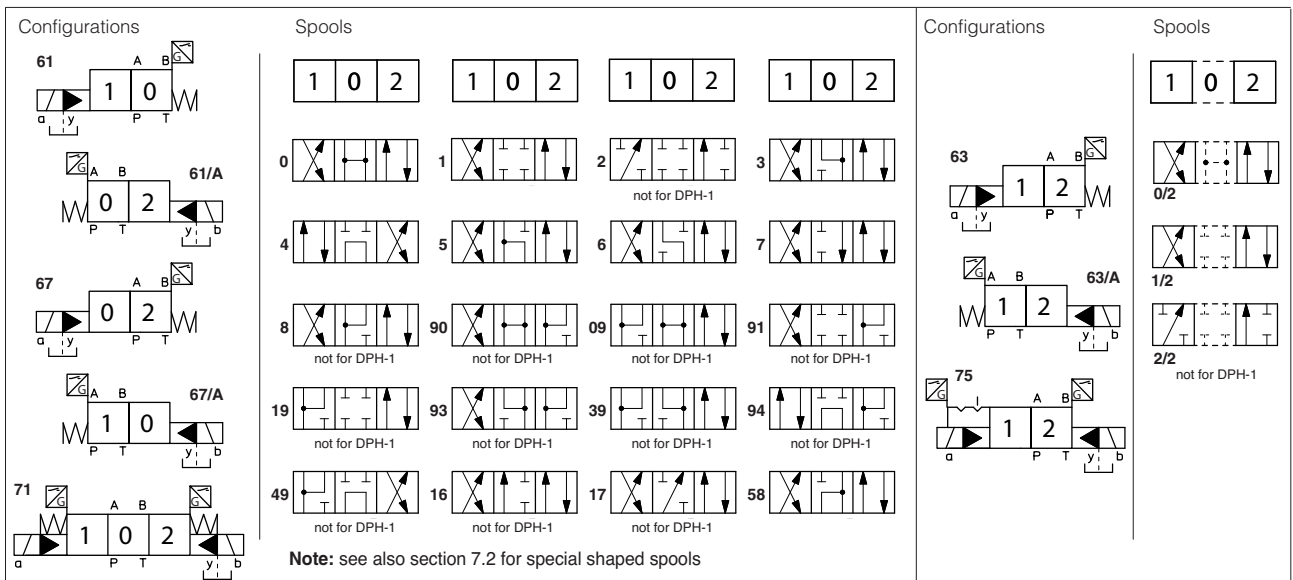 Configurations
Spools
61
A B
G
1 0
a y
P T
G
A B
61/A
0 2
P T
y b
67
A B
G
0 2
a y
P T
G
A B
67/A
1 0
P T
y b
71
G
A B
G
1 0 2
a
P T
y b
1 0 2
1 0 2
1 0 2
1 0 2
0
1
2
3
not for DPH-1
4
5
6
7
8
90
09
91
not for DPH-1
not for DPH-1
not for DPH-1
not for DPH-1
19
93
39
94
not for DPH-1
not for DPH-1
not for DPH-1
not for DPH-1
49
16
17
58
not for DPH-1
not for DPH-1
not for DPH-1
Note: see also section 7.2 for special shaped spools
Configurations
Spools
63
A B
G
1 2
a y
P T
G
A B
63/A
1 2
P T
y b
75
G
A B
G
1 2
a
P T
y b
1 0 2
0/2
1/2
2/2
not for DPH-1